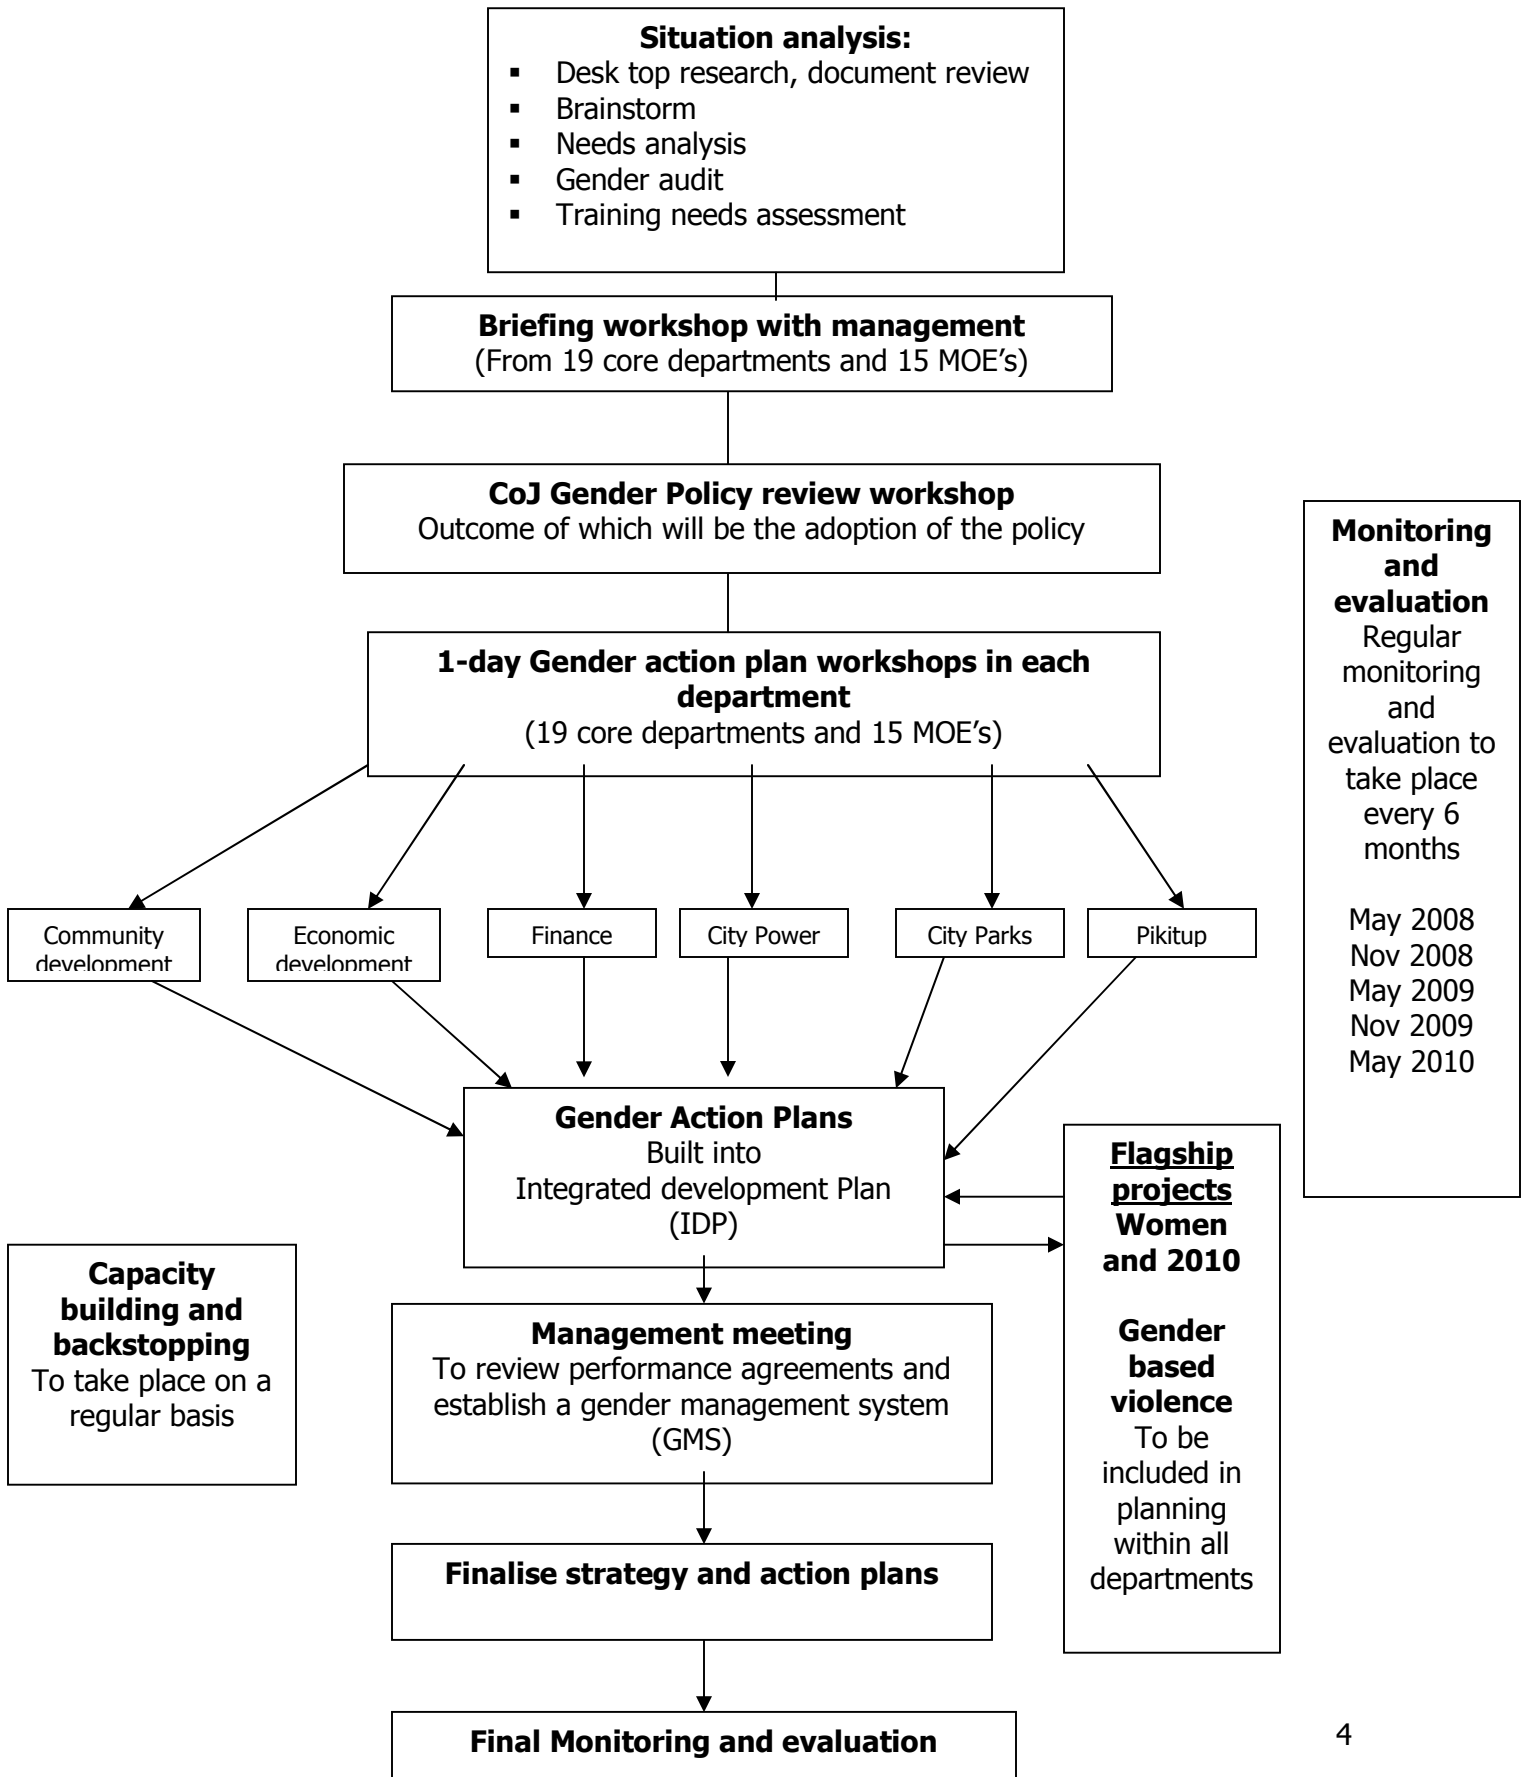 Situation analysis:
▪ Desk top research, document review
▪ Brainstorm
▪ Needs analysis
▪ Gender audit
▪ Training needs assessment
Briefing workshop with management
(From 19 core departments and 15 MOE’s)
CoJ Gender Policy review workshop
Outcome of which will be the adoption of the policy
1-day Gender action plan workshops in each
department
(19 core departments and 15 MOE’s)
Community
development
Economic
development
Finance
City Power
City Parks
Pikitup
Monitoring
and
evaluation
Regular
monitoring
and
evaluation to
take place
every 6
months
May 2008
Nov 2008
May 2009
Nov 2009
May 2010
Gender Action Plans
Built into
Integrated development Plan
(IDP)
Flagship
projects
Women
and 2010
Gender
based
violence
To be
included in
planning
within all
departments
Capacity
building and
backstopping
To take place on a
regular basis
Management meeting
To review performance agreements and
establish a gender management system
(GMS)
Finalise strategy and action plans
Final Monitoring and evaluation
4